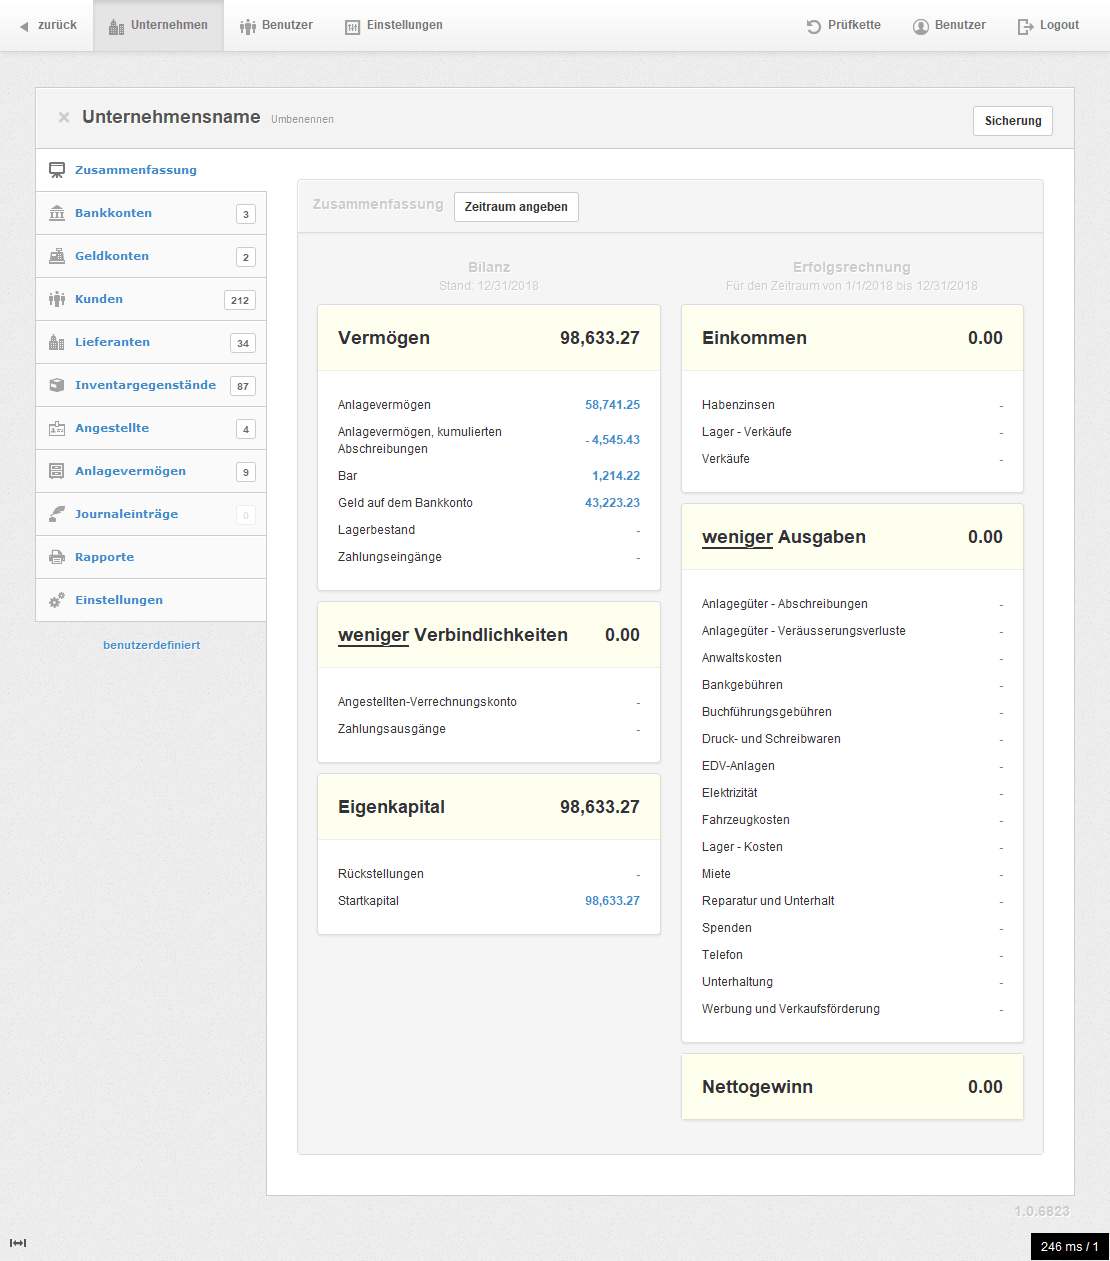 zurück
Unternehmen
Benutzer
Einstellungen
Prüfkette
Benutzer
Logout
Unternehmensname Umbenennen
Sicherung
Zusammenfassung
Bankkonten 3
Geldkonten 2
Kunden 212
Lieferanten 34
Inventargegenstände 87
Angestellte 4
Anlagevermögen 9
Journaleinträge 0
Rapporte
Einstellungen
benutzerdefiniert
Zusammenfassung Zeitraum angeben
Bilanz
Stand: 12/31/2018
Vermögen 98,633.27
Anlagevermögen 58,741.25
Anlagevermögen, kumulierten
Abschreibungen - 4,545.43
Bar 1,214.22
Geld auf dem Bankkonto 43,223.23
Lagerbestand -
Zahlungseingänge -
weniger Verbindlichkeiten 0.00
Angestellten-Verrechnungskonto -
Zahlungsausgänge -
Eigenkapital 98,633.27
Rückstellungen -
Startkapital 98,633.27
Erfolgsrechnung
Für den Zeitraum von 1/1/2018 bis 12/31/2018
Einkommen 0.00
Habenzinsen -
Lager - Verkäufe -
Verkäufe -
weniger Ausgaben 0.00
Anlagegüter - Abschreibungen -
Anlagegüter - Veräusserungsverluste -
Anwaltskosten -
Bankgebühren -
Buchführungsgebühren -
Druck- und Schreibwaren -
EDV-Anlagen -
Elektrizität -
Fahrzeugkosten -
Lager - Kosten -
Miete -
Reparatur und Unterhalt -
Spenden -
Telefon -
Unterhaltung -
Werbung und Verkaufsförderung -
Nettogewinn 0.00
1.0.6823
246 ms / 1